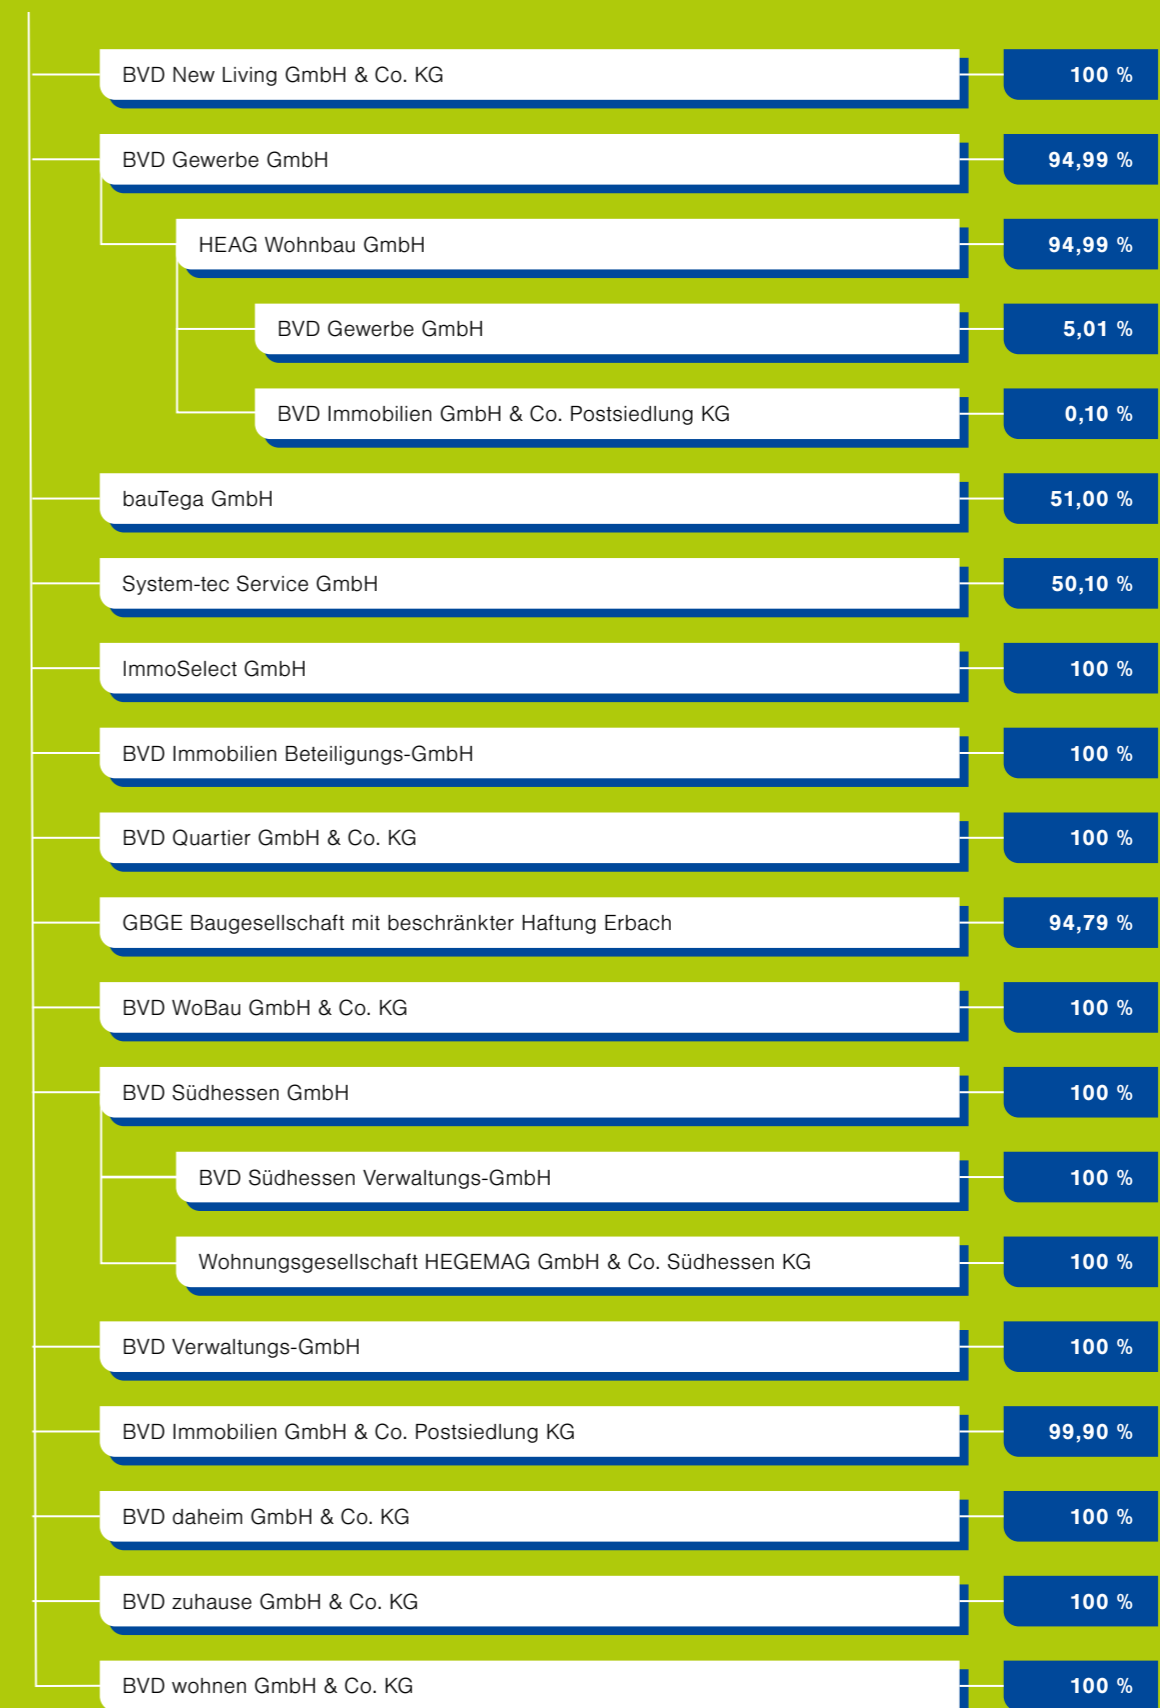 BVD New Living GmbH & Co. KG 100 %
BVD Gewerbe GmbH 94,99 %
HEAG Wohnbau GmbH 94,99 %
BVD Gewerbe GmbH 5,01 %
BVD Immobilien GmbH & Co. Postsiedlung KG 0,10 %
bauTega GmbH 51,00 %
System-tec Service GmbH 50,10 %
ImmoSelect GmbH 100 %
BVD Immobilien Beteiligungs-GmbH 100 %
BVD Quartier GmbH & Co. KG 100 %
GBGE Baugesellschaft mit beschränkter Haftung Erbach 94,79 %
BVD WoBau GmbH & Co. KG 100 %
BVD Südhessen GmbH 100 %
BVD Südhessen Verwaltungs-GmbH 100 %
Wohnungsgesellschaft HEGEMAG GmbH & Co. Südhessen KG 100 %
BVD Verwaltungs-GmbH 100 %
BVD Immobilien GmbH & Co. Postsiedlung KG 99,90 %
BVD daheim GmbH & Co. KG 100 %
BVD zuhause GmbH & Co. KG 100 %
BVD wohnen GmbH & Co. KG 100 %